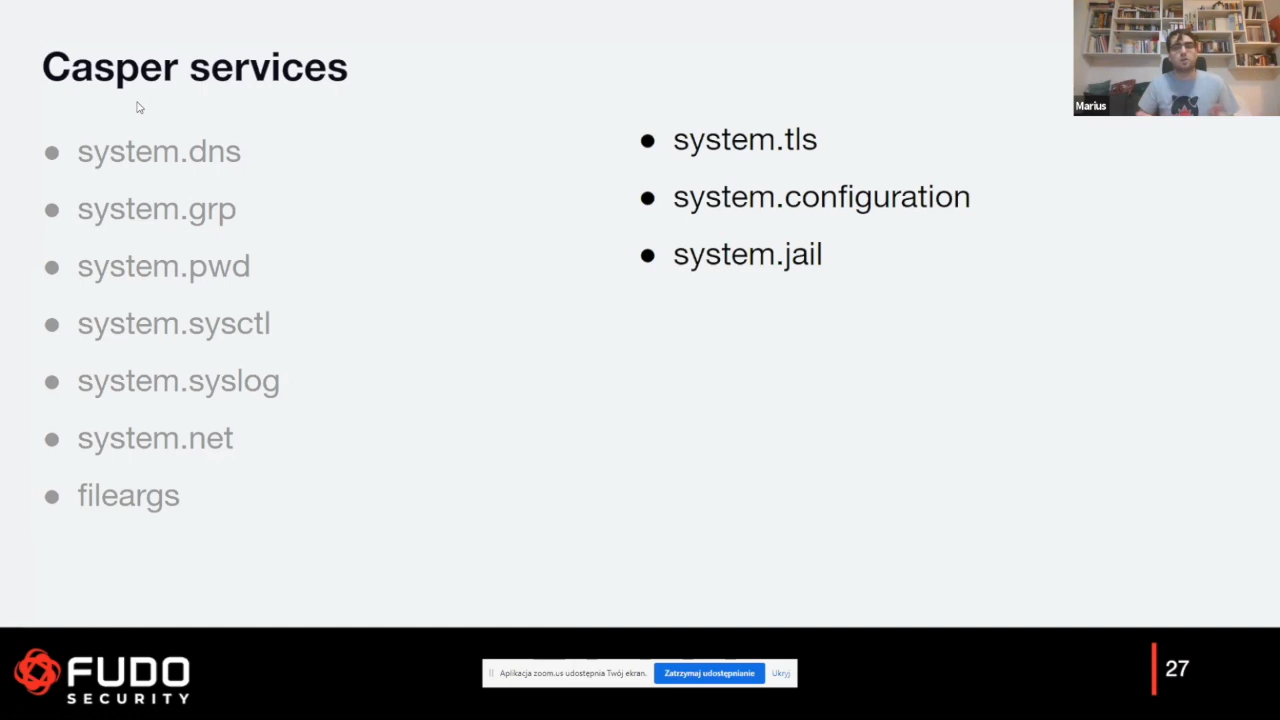 Casper services
system.dns
system.grp
system.pwd
system.sysctl
system.syslog
system.net
fileargs
system.tls
system.configuration
system.jail
Marius
FUDO
SECURITY
Aplikacja zoom.us udostępnia Twój ekran.
Zatrzymaj udostępnianie
Ukryj
27